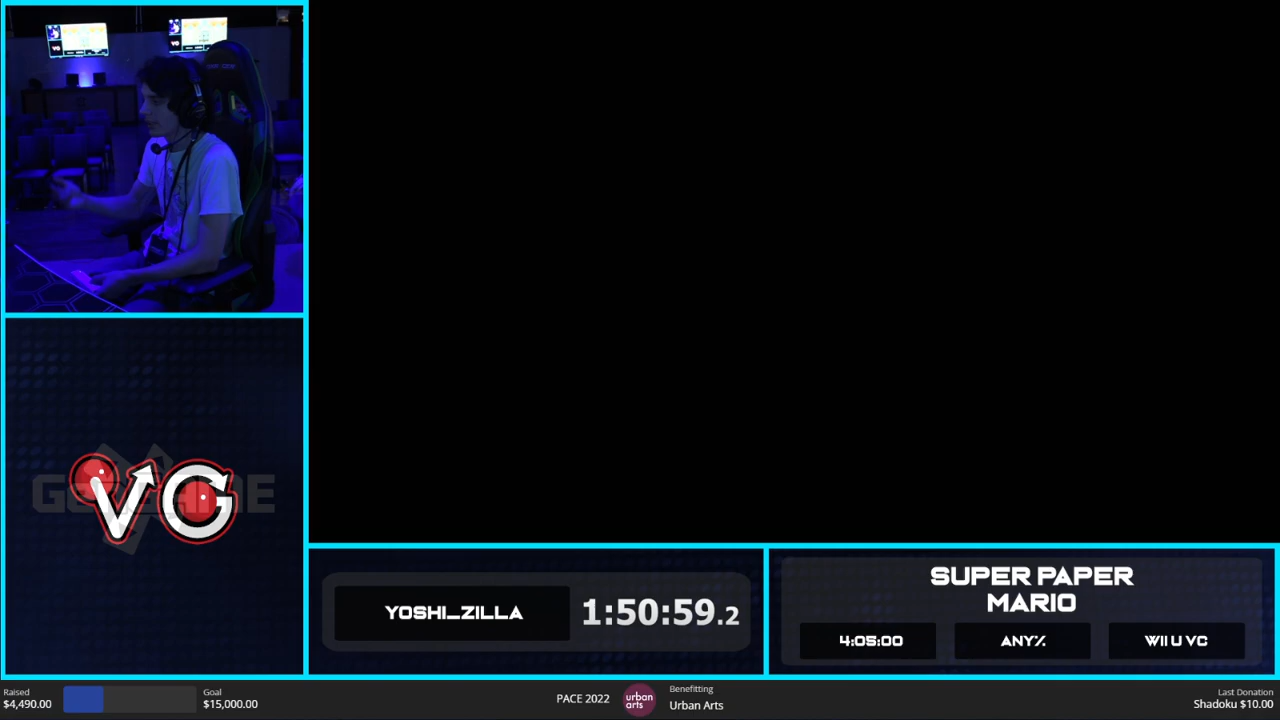 VG
YOSHI_ZILLA
1:50:59.2
SUPER PAPER
MARIO
4:05:00
ANY%
WII U VC
Raised
$4,490.00
Goal
$15,000.00
PACE 2022
urban
arts
Benefitting
Urban Arts
Last Donation
Shadoku $10.00